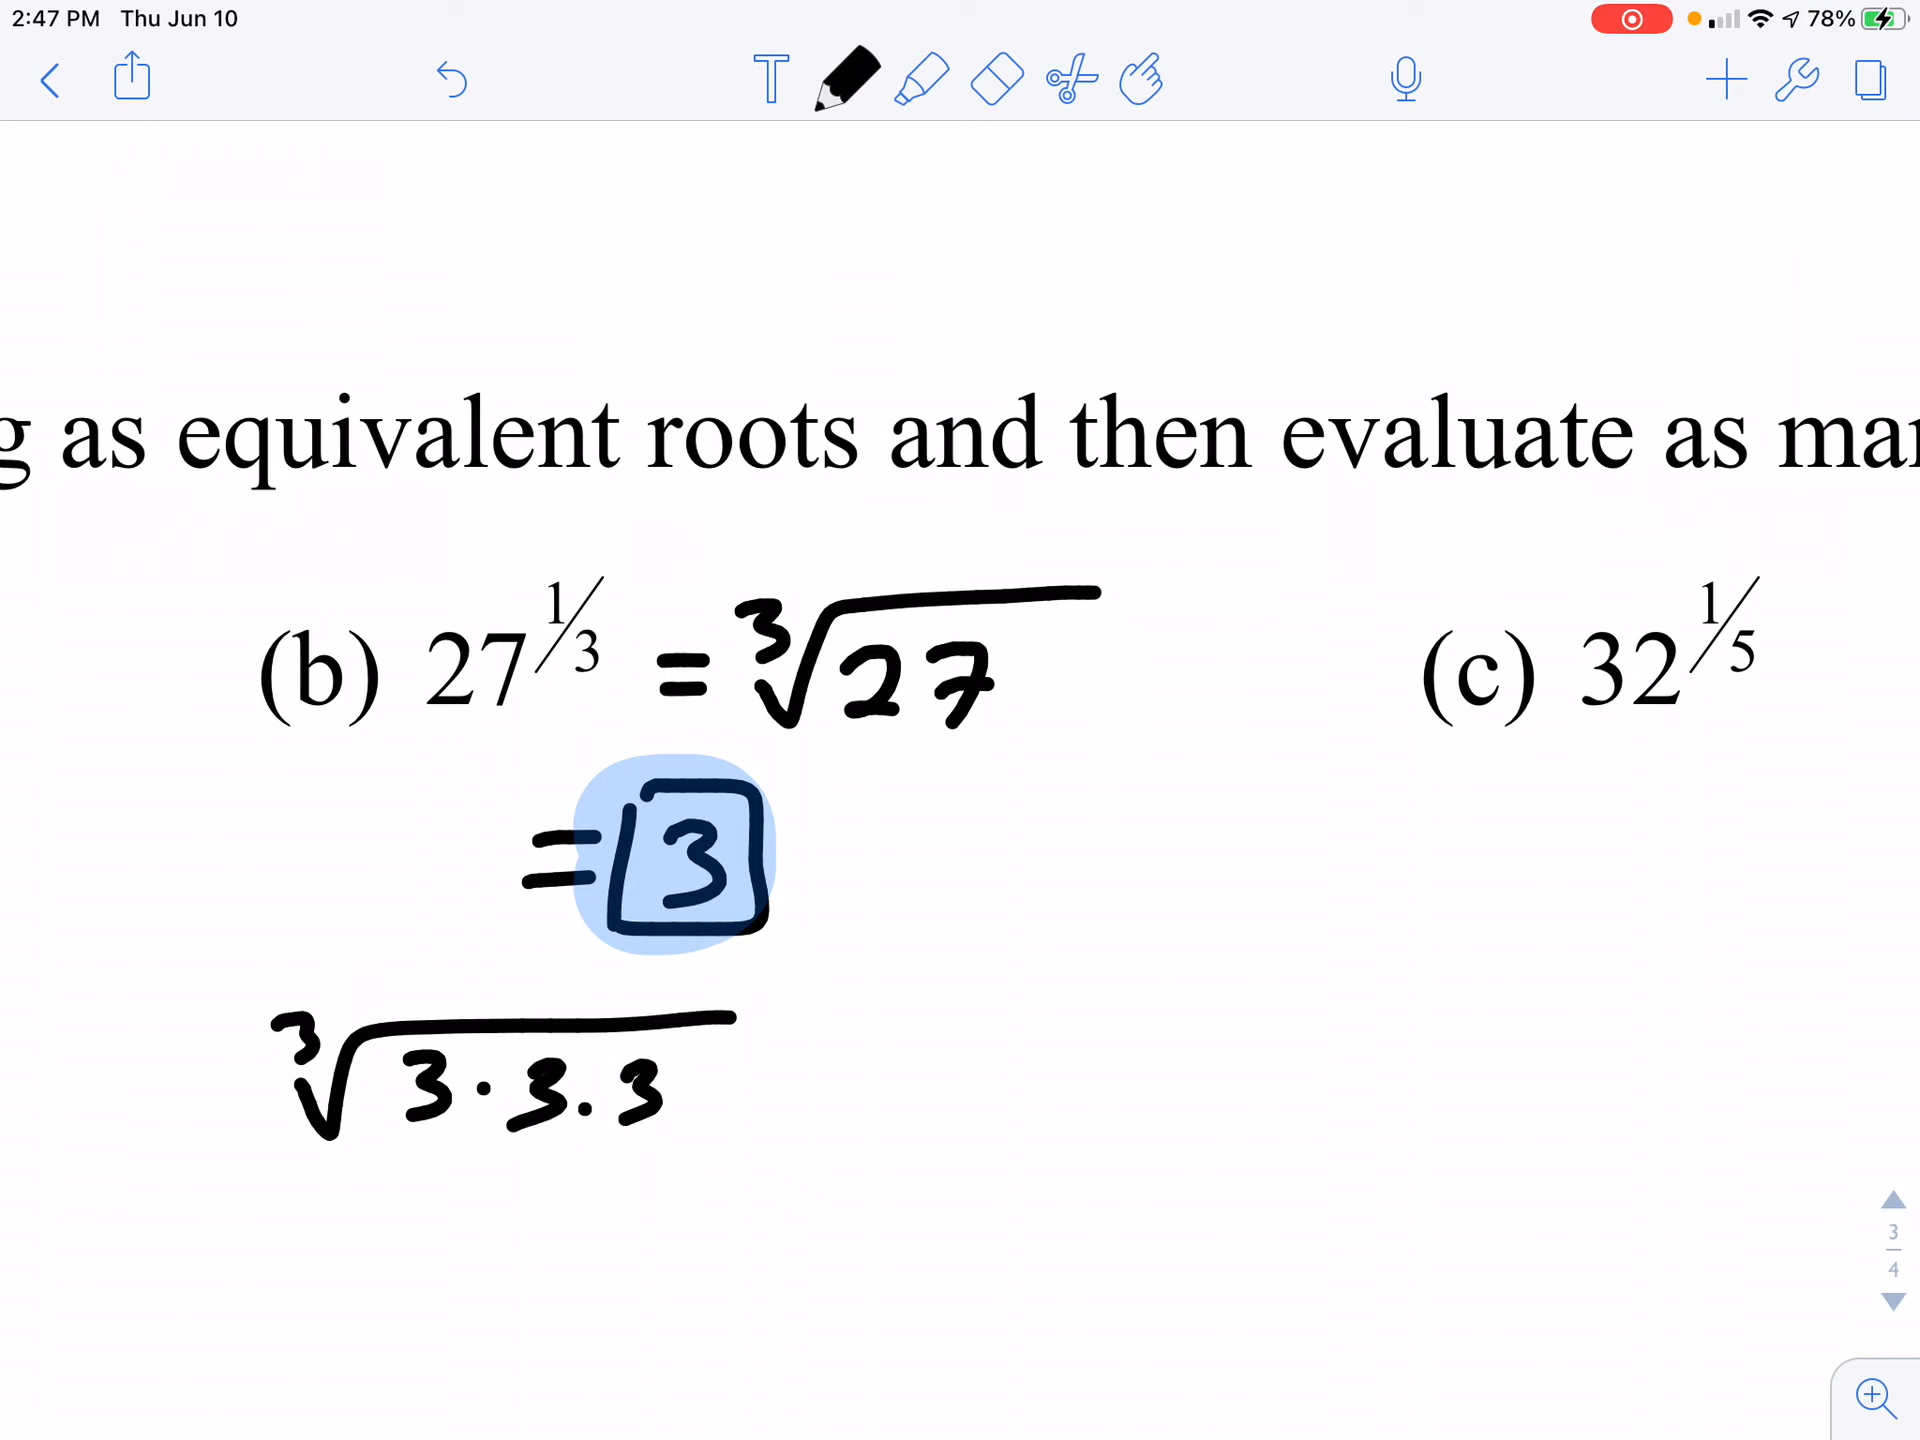 2:47 PM Thu Jun 10 78%
T
g as equivalent roots and then evaluate as mar
(b) 27^{1/3} = ∛27 (c) 32^{1/5}
= 3
∛3·3·3
3
4